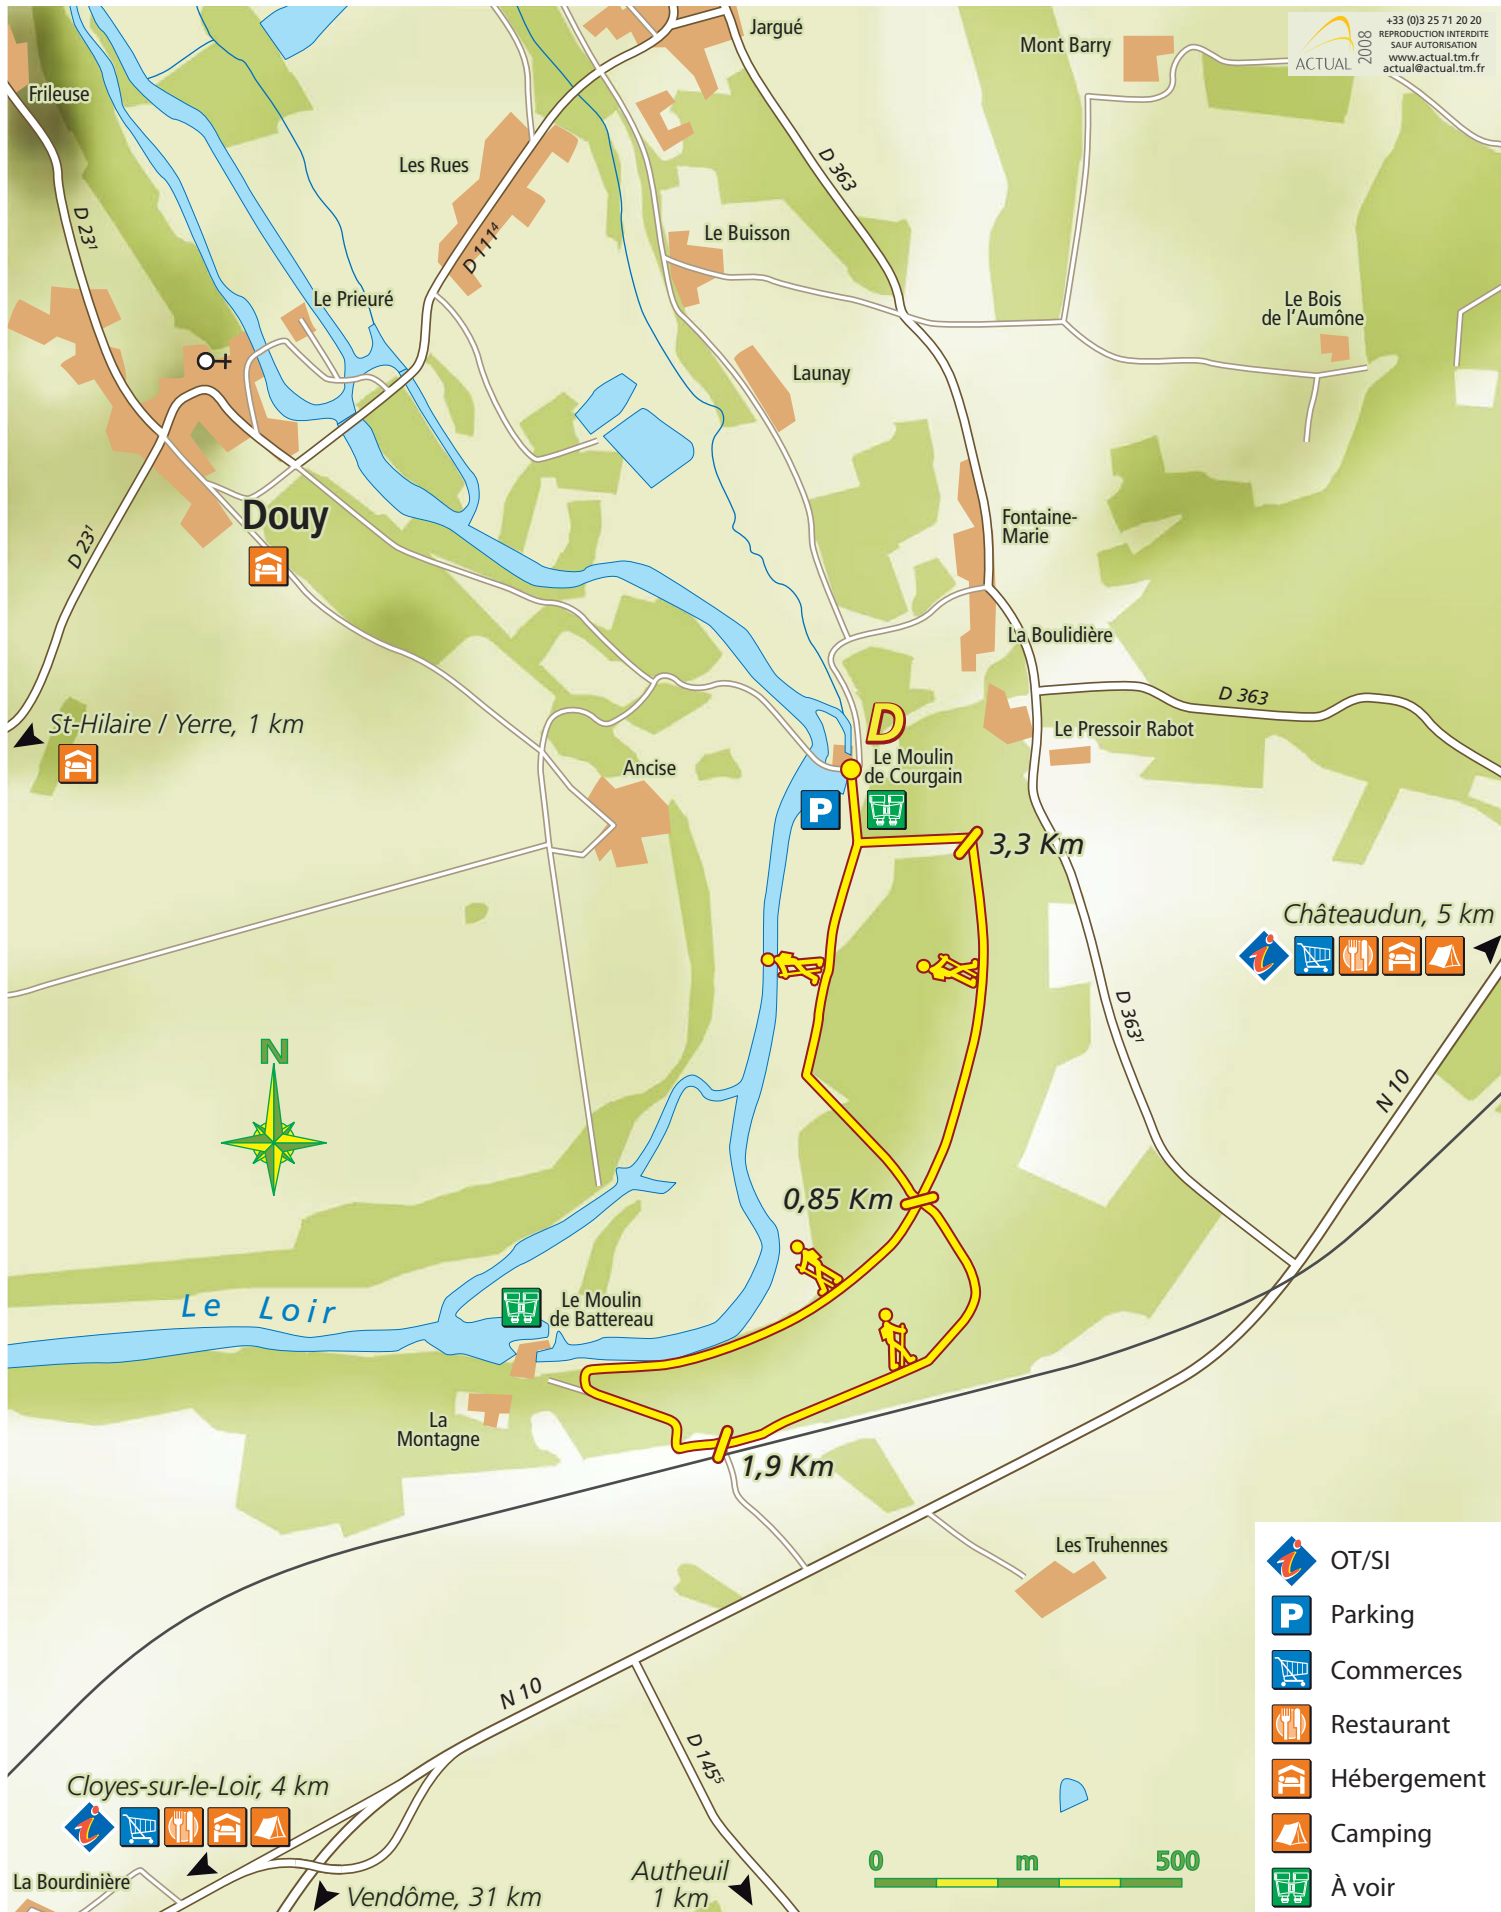 Jargué
Mont Barry
ACTUAL
2008
+33 (0)3 25 71 20 20
REPRODUCTION INTERDITE
SAUF AUTORISATION
www.actual.tm.fr
actual@actual.tm.fr
Frileuse
Les Rues
D 363
D 23¹
D 111⁴
Le Buisson
Le Prieuré
Le Bois
de l'Aumône
Launay
Douy
Fontaine-
Marie
D 23¹
La Boulidière
D 363
St-Hilaire / Yerre, 1 km
D
Le Pressoir Rabot
Ancise
Le Moulin
de Courgain
P
3,3 Km
Châteaudun, 5 km
i
D 363¹
N
N 10
0,85 Km
Le Loir
Le Moulin
de Battereau
La
Montagne
1,9 Km
Les Truhennes
N 10
D 145⁵
Cloyes-sur-le-Loir, 4 km
i
La Bourdinière
Vendôme, 31 km
Autheuil
1 km
0 m 500
i OT/SI
P Parking
Commerces
Restaurant
Hébergement
Camping
À voir